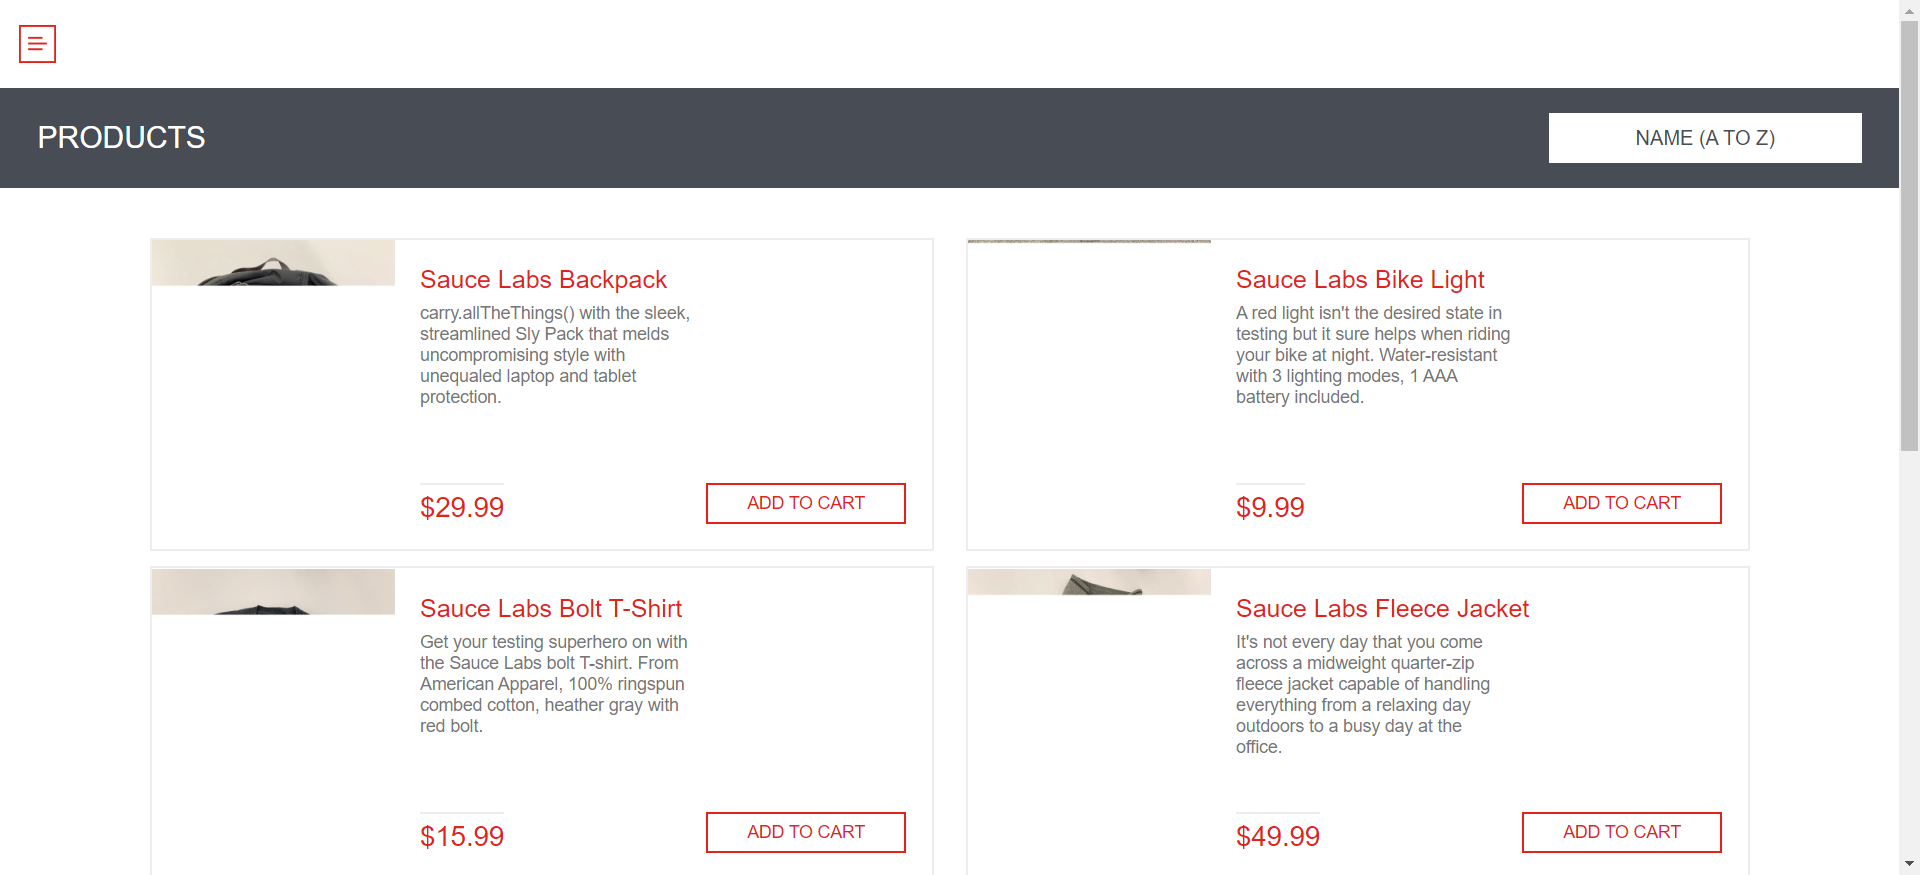 PRODUCTS
NAME (A TO Z)
Sauce Labs Backpack
carry.allTheThings() with the sleek,
streamlined Sly Pack that melds
uncompromising style with
unequaled laptop and tablet
protection.
$29.99
ADD TO CART
Sauce Labs Bike Light
A red light isn't the desired state in
testing but it sure helps when riding
your bike at night. Water-resistant
with 3 lighting modes, 1 AAA
battery included.
$9.99
ADD TO CART
Sauce Labs Bolt T-Shirt
Get your testing superhero on with
the Sauce Labs bolt T-shirt. From
American Apparel, 100% ringspun
combed cotton, heather gray with
red bolt.
$15.99
ADD TO CART
Sauce Labs Fleece Jacket
It's not every day that you come
across a midweight quarter-zip
fleece jacket capable of handling
everything from a relaxing day
outdoors to a busy day at the
office.
$49.99
ADD TO CART